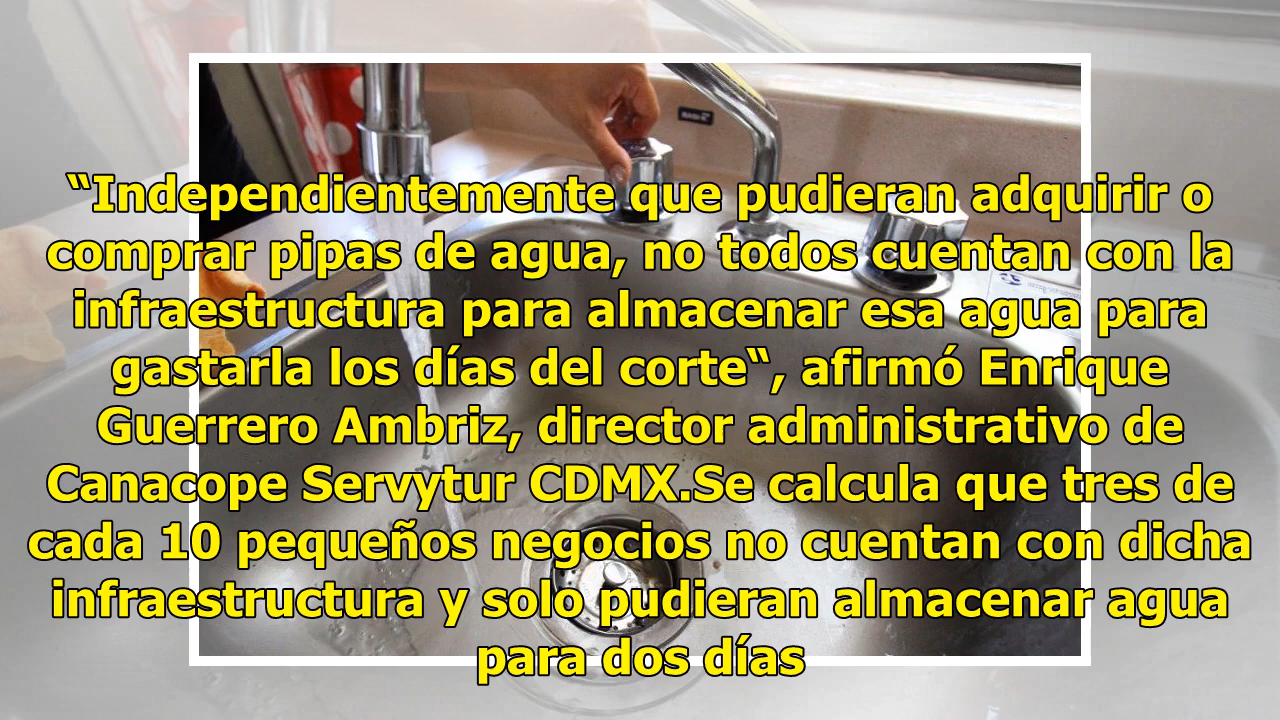 “Independientemente que pudieran adquirir o
comprar pipas de agua, no todos cuentan con la
infraestructura para almacenar esa agua para
gastarla los días del corte“, afirmó Enrique
Guerrero Ambriz, director administrativo de
Canacope Servytur CDMX.Se calcula que tres de
cada 10 pequeños negocios no cuentan con dicha
infraestructura y solo pudieran almacenar agua
para dos días